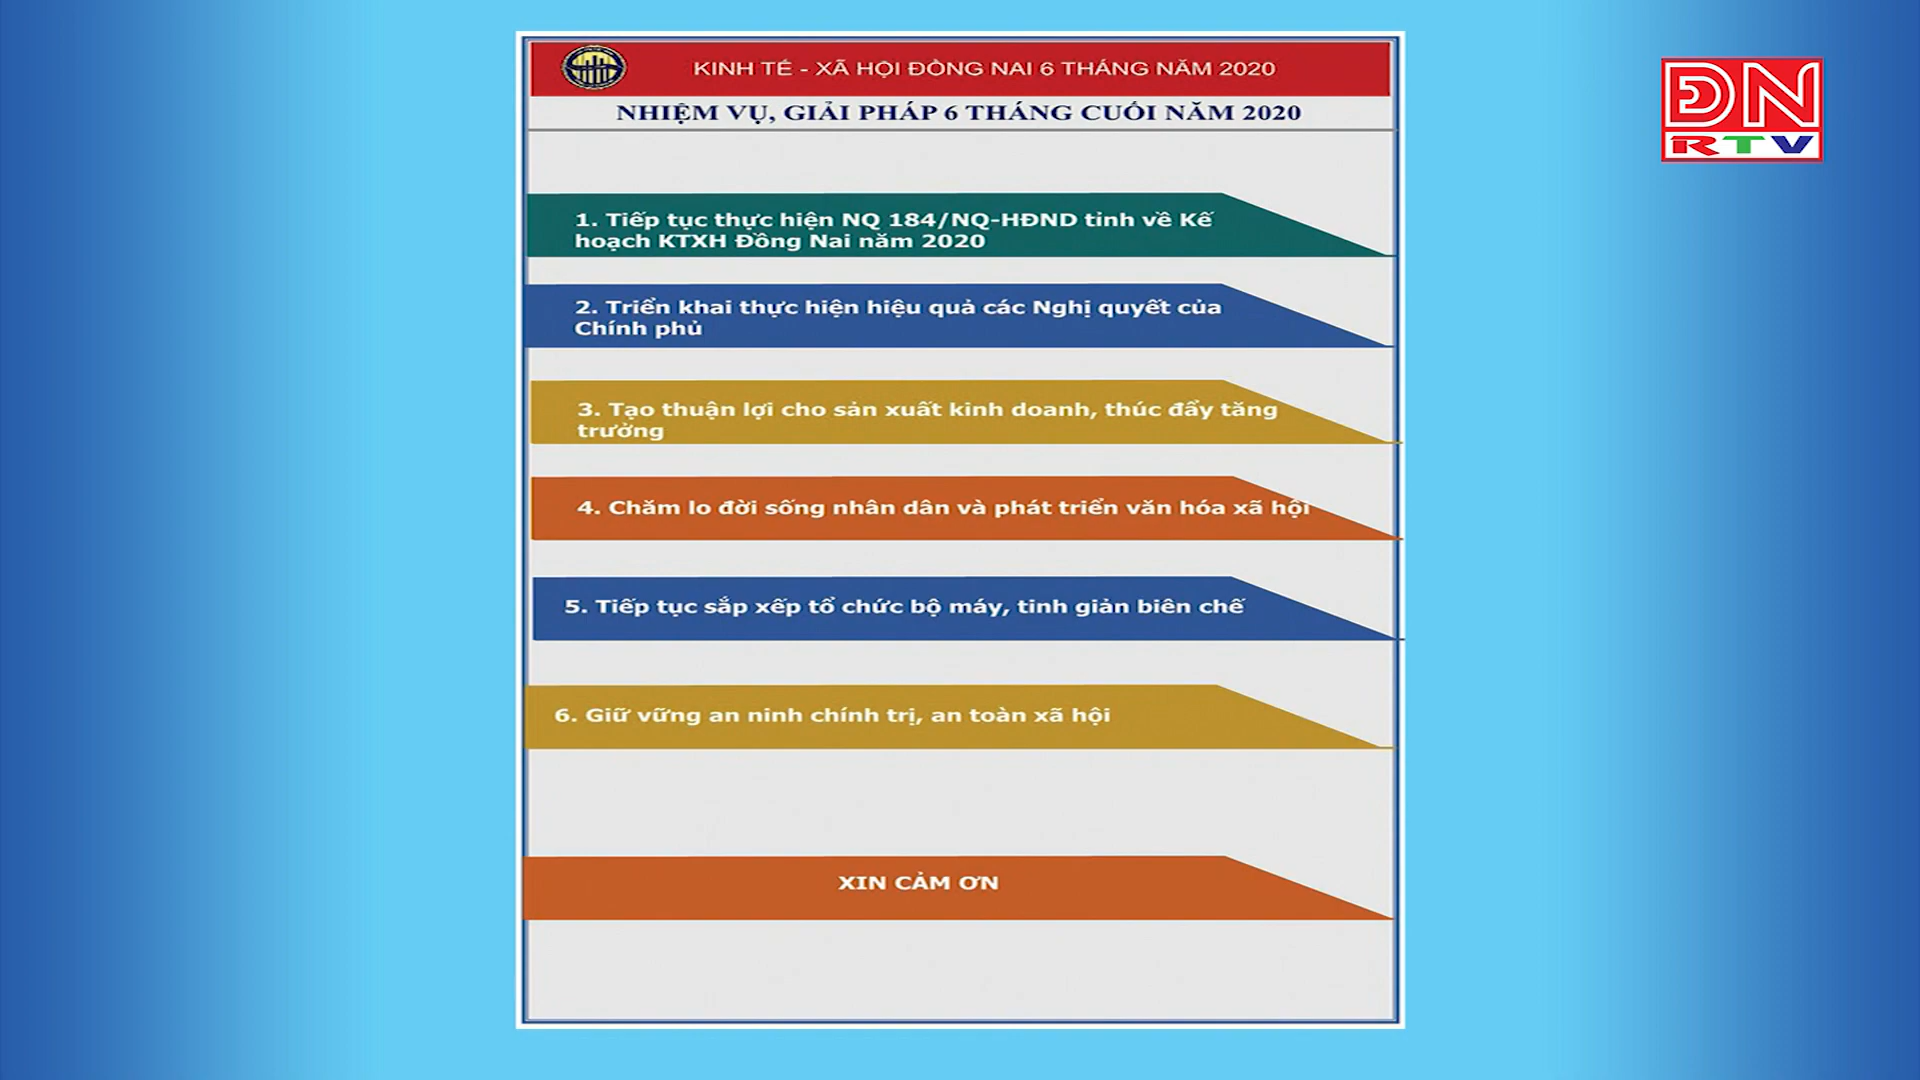 KINH TẾ - XÃ HỘI ĐỒNG NAI 6 THÁNG NĂM 2020
NHIỆM VỤ, GIẢI PHÁP 6 THÁNG CUỐI NĂM 2020
ĐN
RTV
1. Tiếp tục thực hiện NQ 184/NQ-HĐND tỉnh về Kế
hoạch KTXH Đồng Nai năm 2020
2. Triển khai thực hiện hiệu quả các Nghị quyết của
Chính phủ
3. Tạo thuận lợi cho sản xuất kinh doanh, thúc đẩy tăng
trưởng
4. Chăm lo đời sống nhân dân và phát triển văn hóa xã hội
5. Tiếp tục sắp xếp tổ chức bộ máy, tinh giản biên chế
6. Giữ vững an ninh chính trị, an toàn xã hội
XIN CẢM ƠN